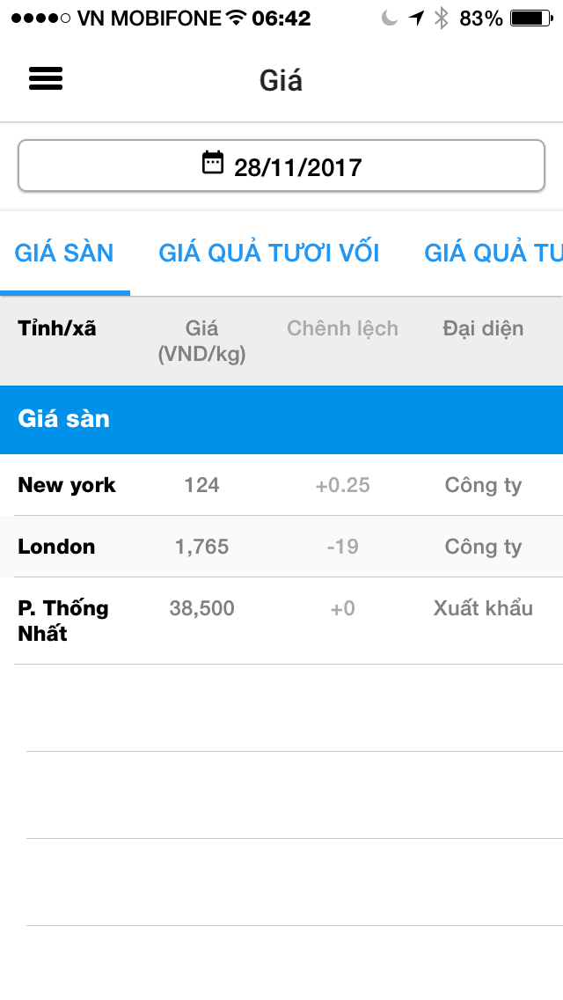 VN MOBIFONE 06:42 83%
Giá
28/11/2017
GIÁ SÀN GIÁ QUẢ TƯƠI VỐI GIÁ QUẢ TƯ
Tỉnh/xã Giá Chênh lệch Đại diện
(VND/kg)
Giá sàn
New york 124 +0.25 Công ty
London 1,765 -19 Công ty
P. Thống 38,500 +0 Xuất khẩu
Nhất